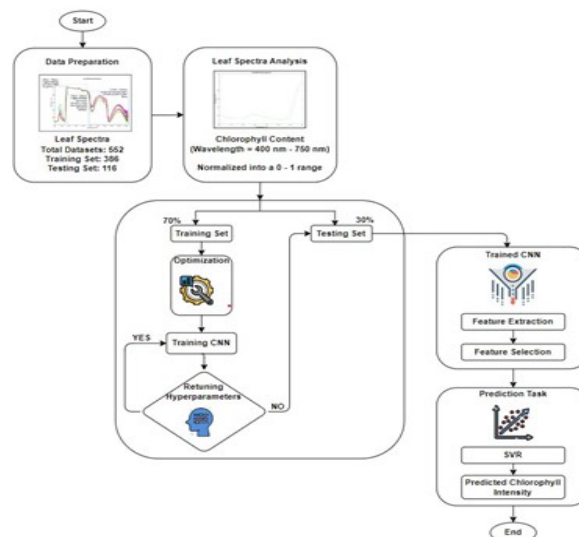 Start
Data Preparation
Leaf Spectra
Total Datasets: 552
Training Set: 386
Testing Set: 116
Leaf Spectra Analysis
Chlorophyll Content
(Wavelength = 400 nm - 750 nm)
Normalized into a 0 - 1 range
70%
30%
Training Set
Testing Set
Optimization
YES
Training CNN
Retuning
Hyperparameters
NO
Trained CNN
Feature Extraction
Feature Selection
Prediction Task
SVR
Predicted Chlorophyll
Intensity
End